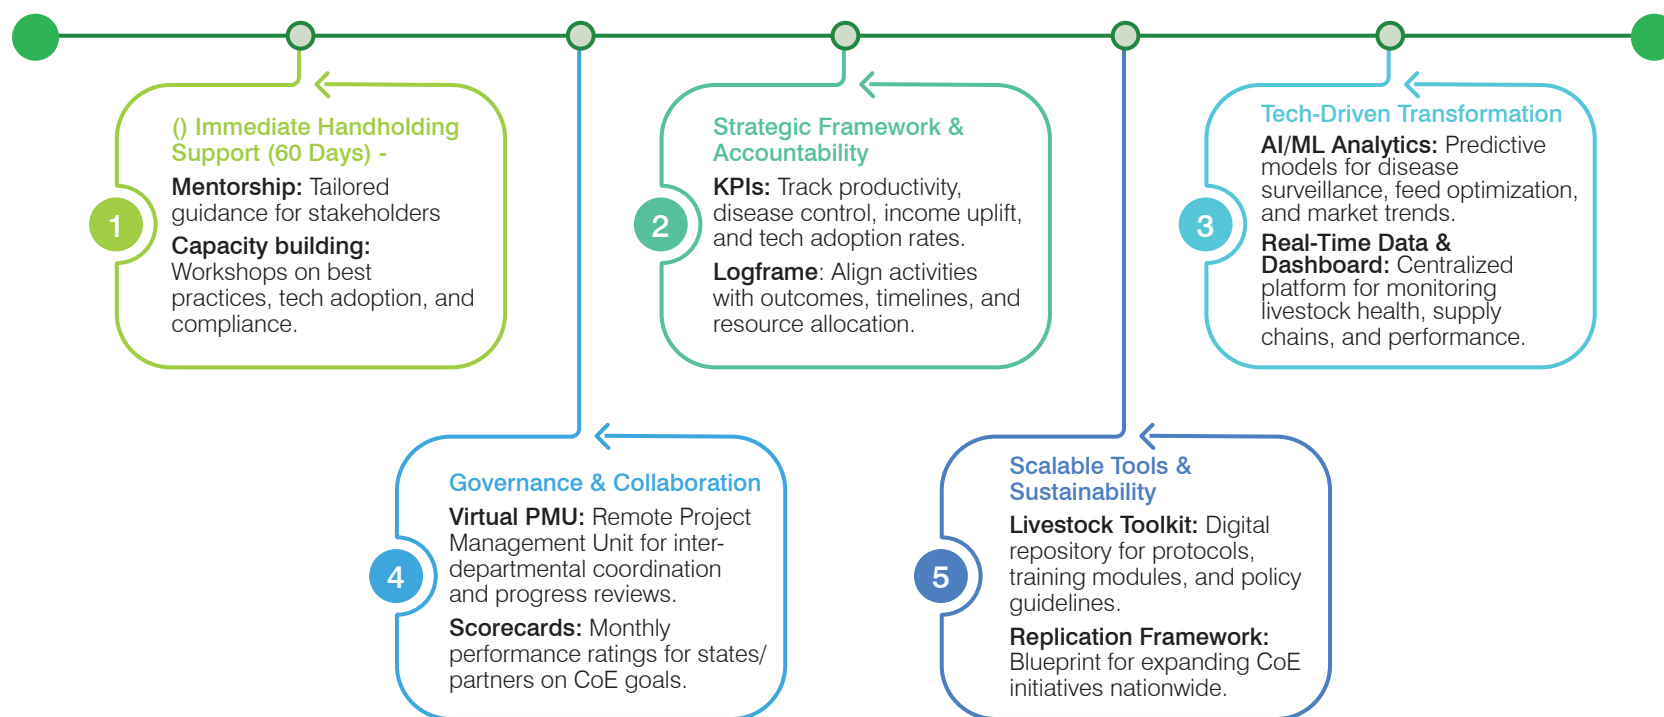 1
() Immediate Handholding
Support (60 Days) -
Mentorship: Tailored
guidance for stakeholders
Capacity building:
Workshops on best
practices, tech adoption, and
compliance.
2
Strategic Framework &
Accountability
KPIs: Track productivity,
disease control, income uplift,
and tech adoption rates.
Logframe: Align activities
with outcomes, timelines, and
resource allocation.
3
Tech-Driven Transformation
AI/ML Analytics: Predictive
models for disease
surveillance, feed optimization,
and market trends.
Real-Time Data &
Dashboard: Centralized
platform for monitoring
livestock health, supply
chains, and performance.
4
Governance & Collaboration
Virtual PMU: Remote Project
Management Unit for inter-
departmental coordination
and progress reviews.
Scorecards: Monthly
performance ratings for states/
partners on CoE goals.
5
Scalable Tools &
Sustainability
Livestock Toolkit: Digital
repository for protocols,
training modules, and policy
guidelines.
Replication Framework:
Blueprint for expanding CoE
initiatives nationwide.